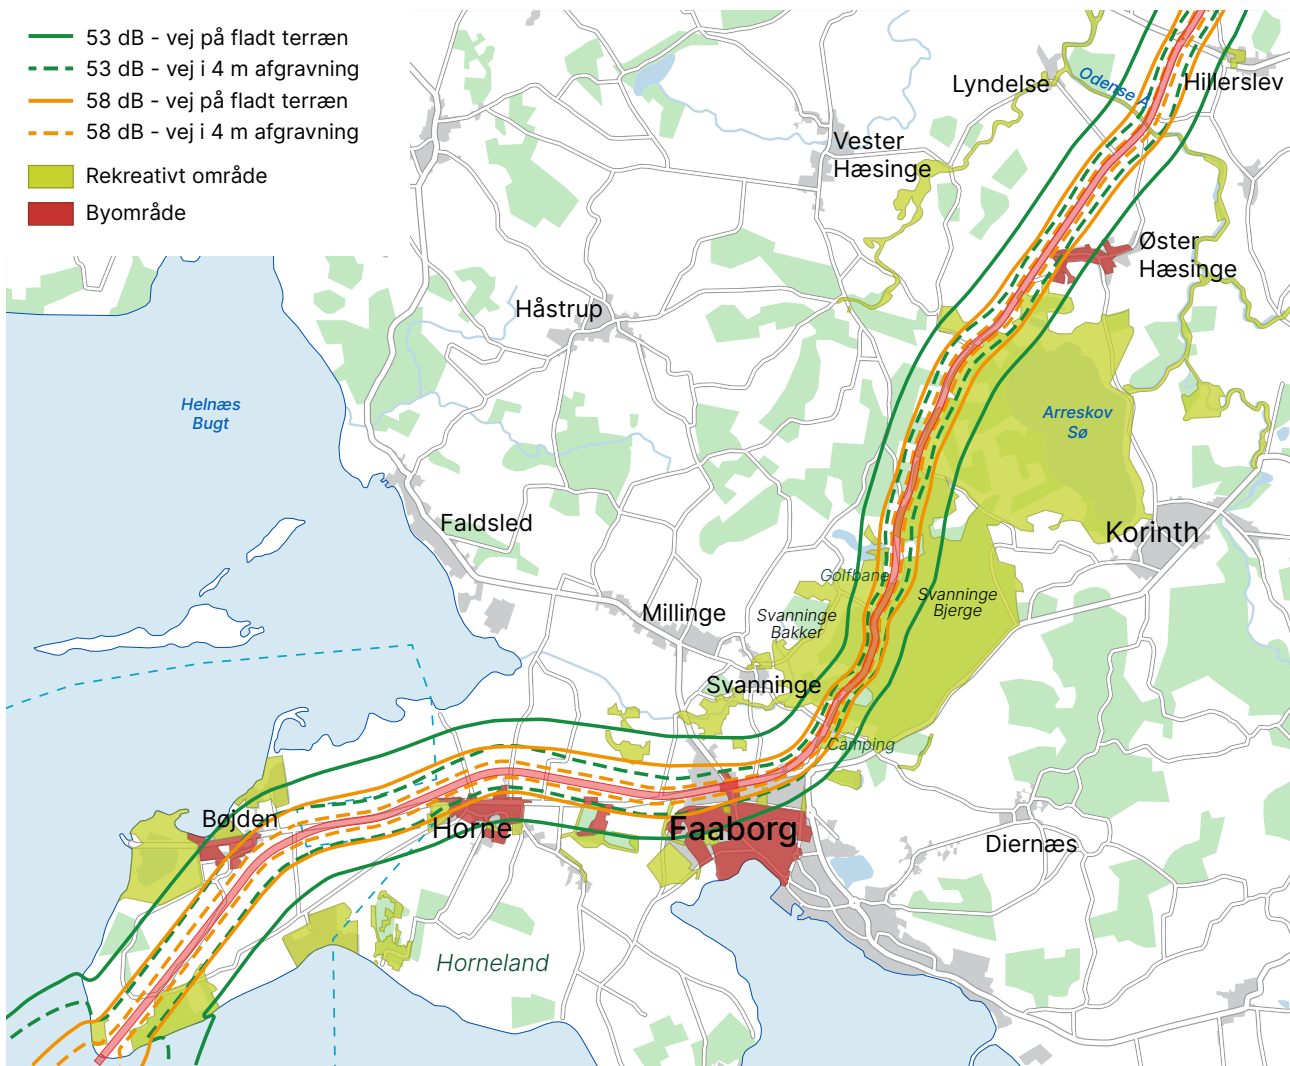 53 dB - vej på fladt terræn
53 dB - vej i 4 m afgravning
58 dB - vej på fladt terræn
58 dB - vej i 4 m afgravning
Rekreativt område
Byområde
Lyndelse
Odense Å
Hillerslev
Vester
Hæsinge
Øster
Hæsinge
Håstrup
Helnæs
Bugt
Arreskov
Sø
Faldsled
Korinth
Golfbane
Svanninge
Bjerge
Millinge
Svanninge
Bakker
Svanninge
Camping
Bøjden
Horne
Faaborg
Diernæs
Horneland